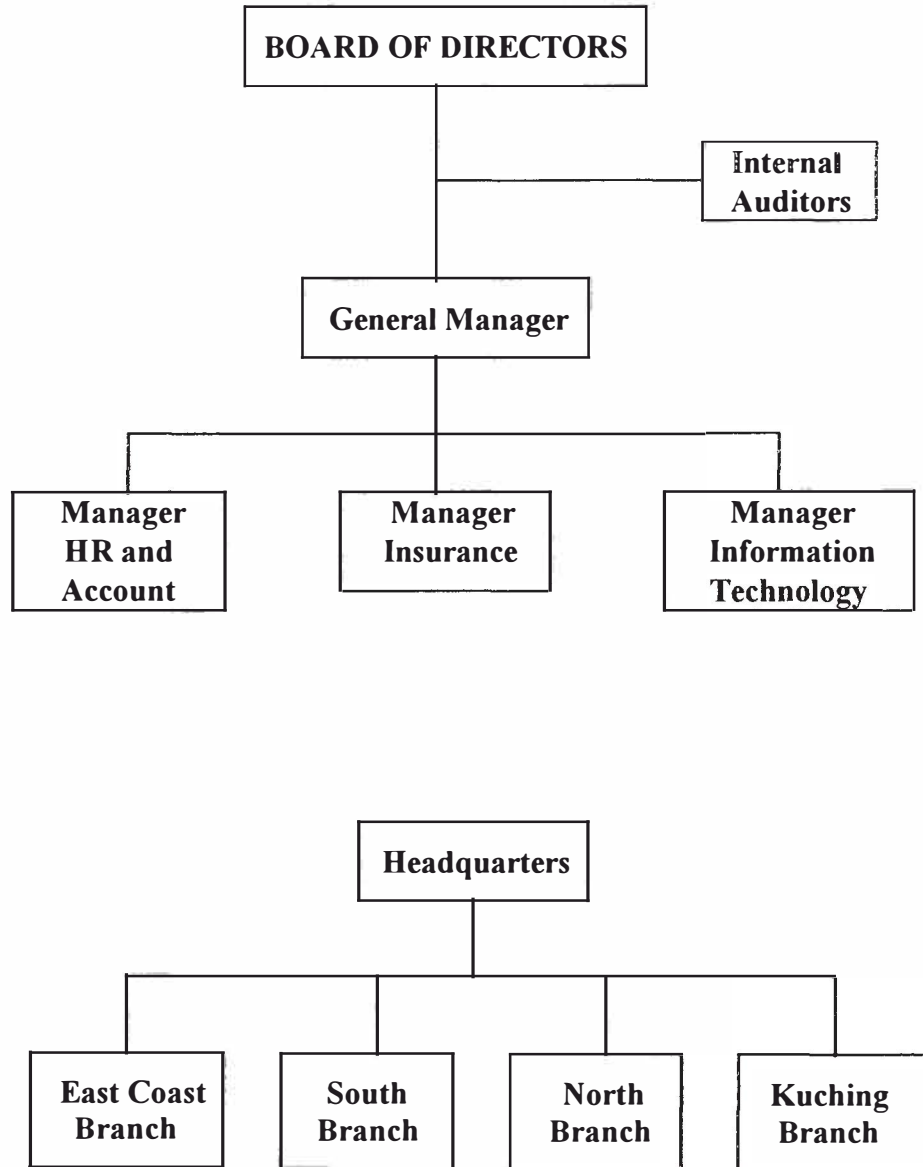 BOARD OF DIRECTORS
Internal
Auditors
General Manager
Manager
HR and
Account
Manager
Insurance
Manager
Information
Technology
Headquarters
East Coast
Branch
South
Branch
North
Branch
Kuching
Branch